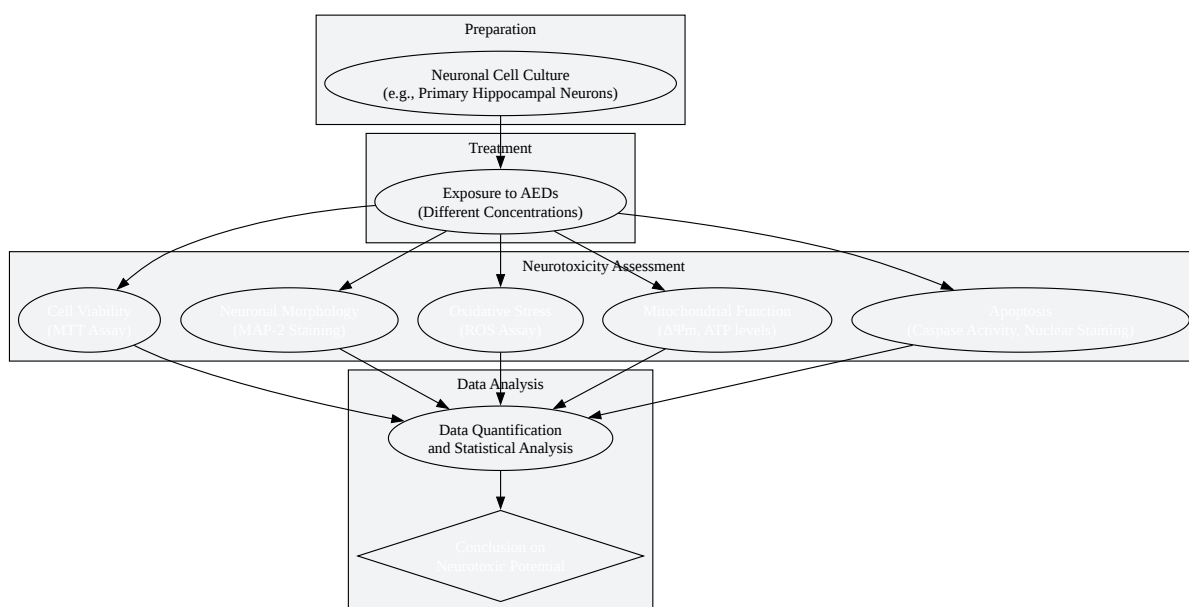 Preparation
Neuronal Cell Culture
(e.g., Primary Hippocampal Neurons)
Treatment
Exposure to AEDs
(Different Concentrations)
Neurotoxicity Assessment
Cell Viability
(MTT Assay)
Neuronal Morphology
(MAP-2 Staining)
Oxidative Stress
(ROS Assay)
Mitochondrial Function
(ΔΨm, ATP levels)
Apoptosis
(Caspase Activity, Nuclear Staining)
Data Analysis
Data Quantification
and Statistical Analysis
Conclusion on
Neurotoxic Potential